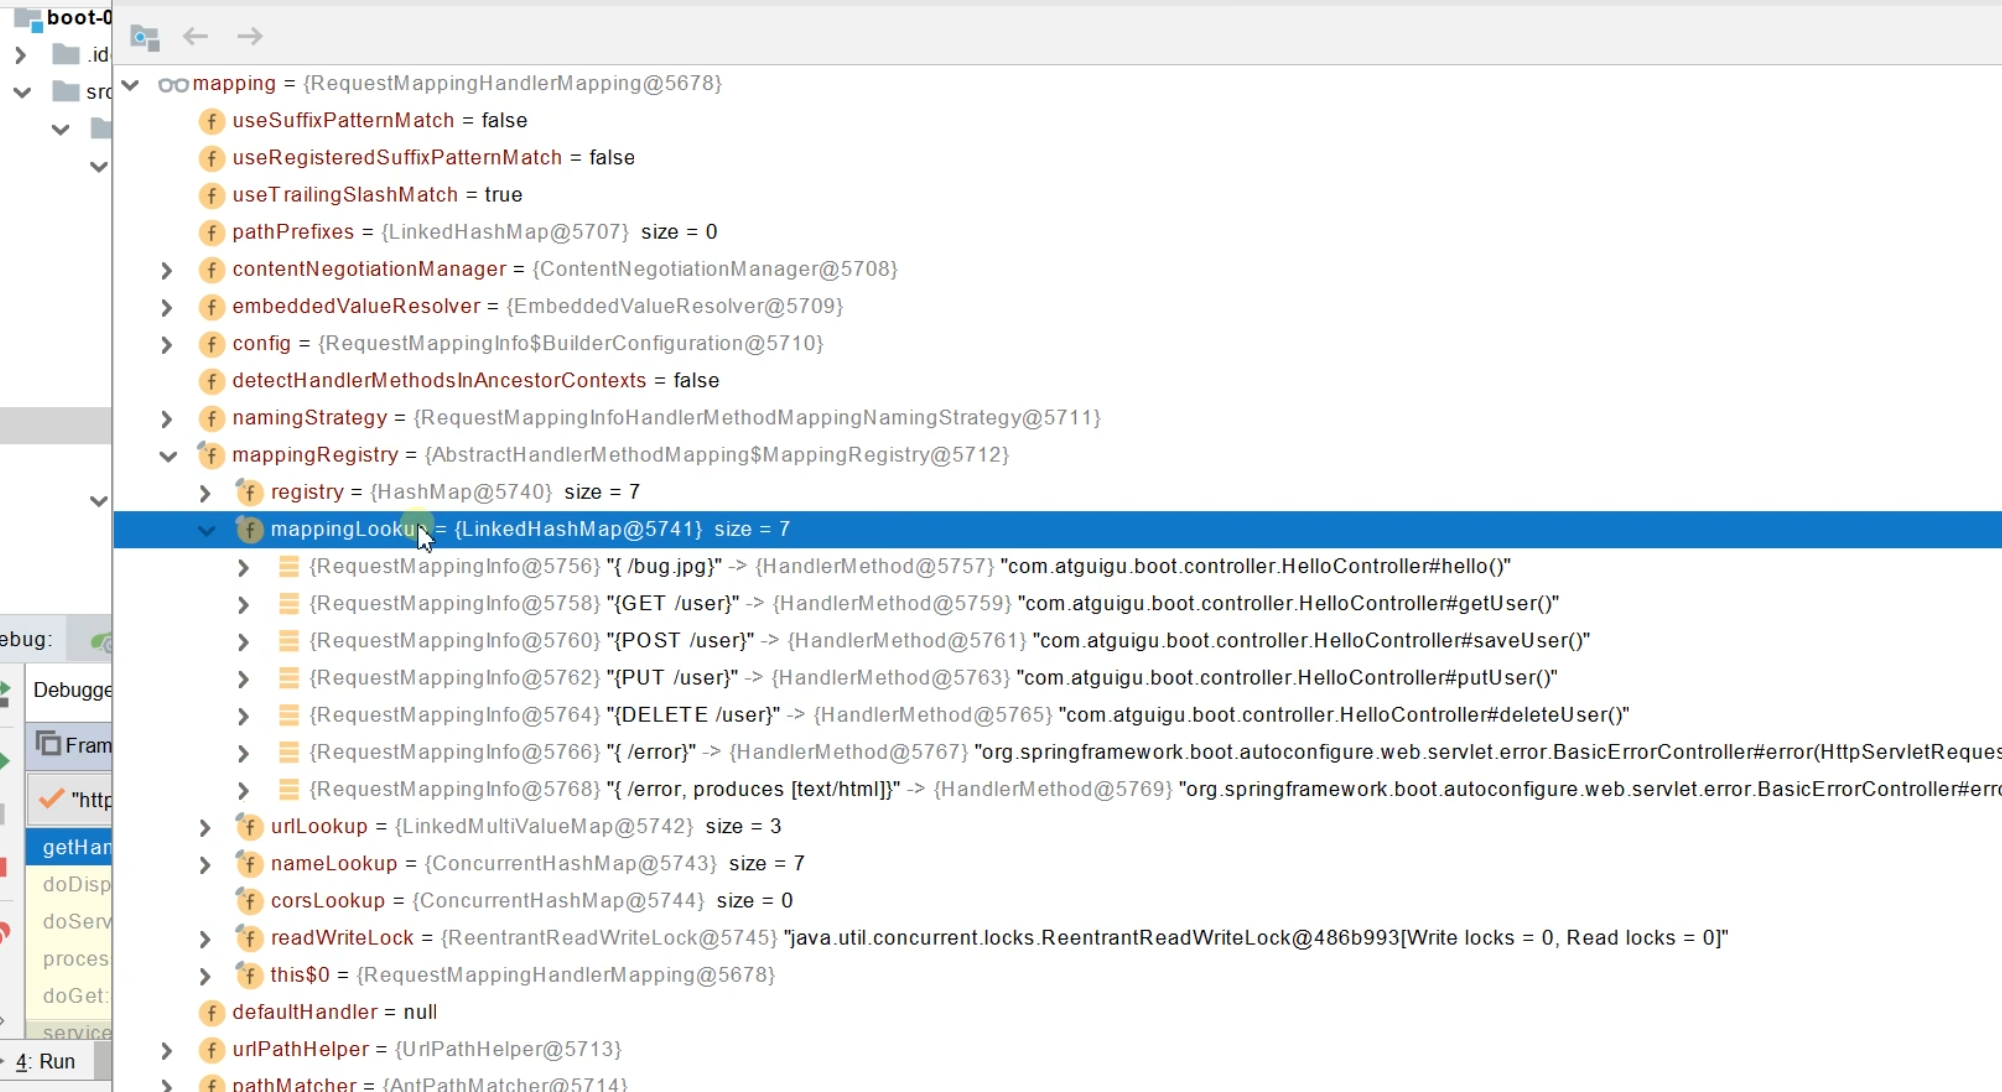 boot-0
.id
src
mapping = {RequestMappingHandlerMapping@5678}
useSuffixPatternMatch = false
useRegisteredSuffixPatternMatch = false
useTrailingSlashMatch = true
pathPrefixes = {LinkedHashMap@5707} size = 0
contentNegotiationManager = {ContentNegotiationManager@5708}
embeddedValueResolver = {EmbeddedValueResolver@5709}
config = {RequestMappingInfo$BuilderConfiguration@5710}
detectHandlerMethodsInAncestorContexts = false
namingStrategy = {RequestMappingInfoHandlerMethodMappingNamingStrategy@5711}
mappingRegistry = {AbstractHandlerMethodMapping$MappingRegistry@5712}
registry = {HashMap@5740} size = 7
mappingLookup = {LinkedHashMap@5741} size = 7
{RequestMappingInfo@5756} "{ /bug.jpg}" -> {HandlerMethod@5757} "com.atguigu.boot.controller.HelloController#hello()"
{RequestMappingInfo@5758} "{GET /user}" -> {HandlerMethod@5759} "com.atguigu.boot.controller.HelloController#getUser()"
{RequestMappingInfo@5760} "{POST /user}" -> {HandlerMethod@5761} "com.atguigu.boot.controller.HelloController#saveUser()"
{RequestMappingInfo@5762} "{PUT /user}" -> {HandlerMethod@5763} "com.atguigu.boot.controller.HelloController#putUser()"
{RequestMappingInfo@5764} "{DELETE /user}" -> {HandlerMethod@5765} "com.atguigu.boot.controller.HelloController#deleteUser()"
{RequestMappingInfo@5766} "{ /error}" -> {HandlerMethod@5767} "org.springframework.boot.autoconfigure.web.servlet.error.BasicErrorController#error(HttpServletReques
{RequestMappingInfo@5768} "{ /error, produces [text/html]}" -> {HandlerMethod@5769} "org.springframework.boot.autoconfigure.web.servlet.error.BasicErrorController#erro
urlLookup = {LinkedMultiValueMap@5742} size = 3
nameLookup = {ConcurrentHashMap@5743} size = 7
corsLookup = {ConcurrentHashMap@5744} size = 0
readWriteLock = {ReentrantReadWriteLock@5745} "java.util.concurrent.locks.ReentrantReadWriteLock@486b993[Write locks = 0, Read locks = 0]"
this$0 = {RequestMappingHandlerMapping@5678}
defaultHandler = null
urlPathHelper = {UrlPathHelper@5713}
pathMatcher = {AntPathMatcher@5714}
ebug:
Debugge
Fram
"http
getHan
doDisp
doServ
proces
doGet:
service
4: Run